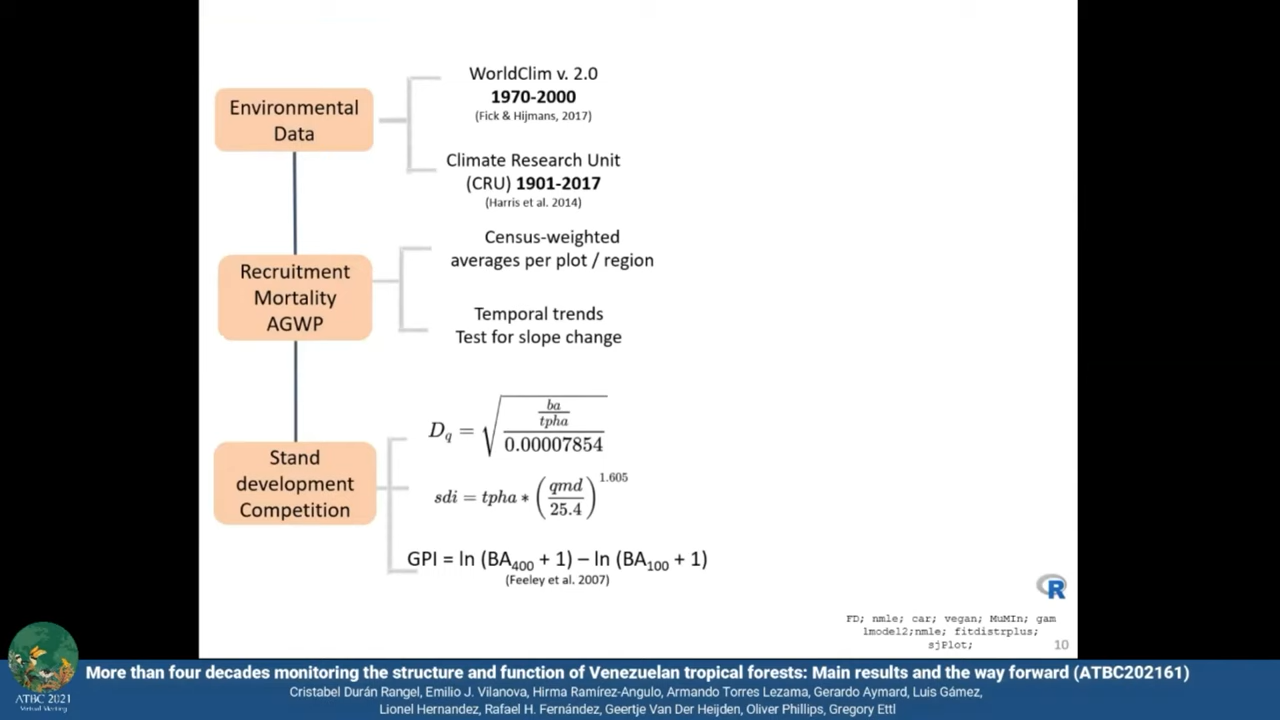 Environmental
Data
WorldClim v. 2.0
1970-2000
(Fick & Hijmans, 2017)
Climate Research Unit
(CRU) 1901-2017
(Harris et al. 2014)
Recruitment
Mortality
AGWP
Census-weighted
averages per plot / region
Temporal trends
Test for slope change
Stand
development
Competition
D_q = √((ba/tpha)/0.00007854)
sdi = tpha * (qmd/25.4)^1.605
GPI = ln (BA₄₀₀ + 1) – ln (BA₁₀₀ + 1)
(Feeley et al. 2007)
R
FD; nmle; car; vegan; MuMIn; gam
lmodel2;nmle; fitdistrplus;
sjPlot;
10
ATBC 2021
Virtual Meeting
More than four decades monitoring the structure and function of Venezuelan tropical forests: Main results and the way forward (ATBC202161)
Cristabel Durán Rangel, Emilio J. Vilanova, Hirma Ramírez-Angulo, Armando Torres Lezama, Gerardo Aymard, Luis Gámez,
Lionel Hernandez, Rafael H. Fernández, Geertje Van Der Heijden, Oliver Phillips, Gregory Ettl